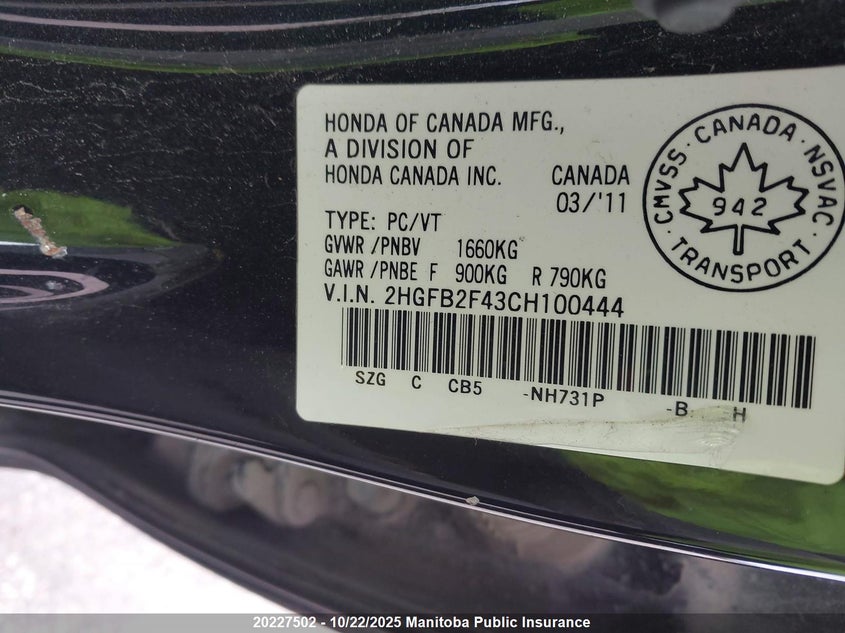 HONDA OF CANADA MFG.,
A DIVISION OF
HONDA CANADA INC. CANADA
03/'11
TYPE: PC/VT
GVWR /PNBV 1660KG
GAWR /PNBE F 900KG R 790KG
V.I.N. 2HGFB2F43CH100444
SZG C CB5 -NH731P -B H
CMVSS · CANADA · NSVAC ·
942
TRANSPORT
20227502 - 10/22/2025 Manitoba Public Insurance